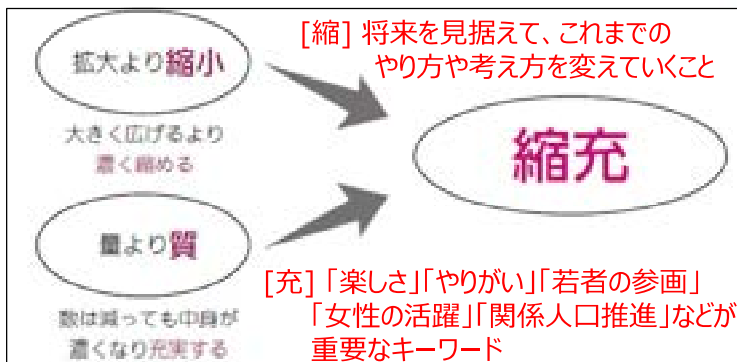 拡大より縮小
大きく広げるより
濃く縮める
量より質
数は減っても中身が
濃くなり充実する
[縮] 将来を見据えて、これまでの
やり方や考え方を変えていくこと
縮充
[充] 「楽しさ」「やりがい」「若者の参画」
「女性の活躍」「関係人口推進」などが
重要なキーワード